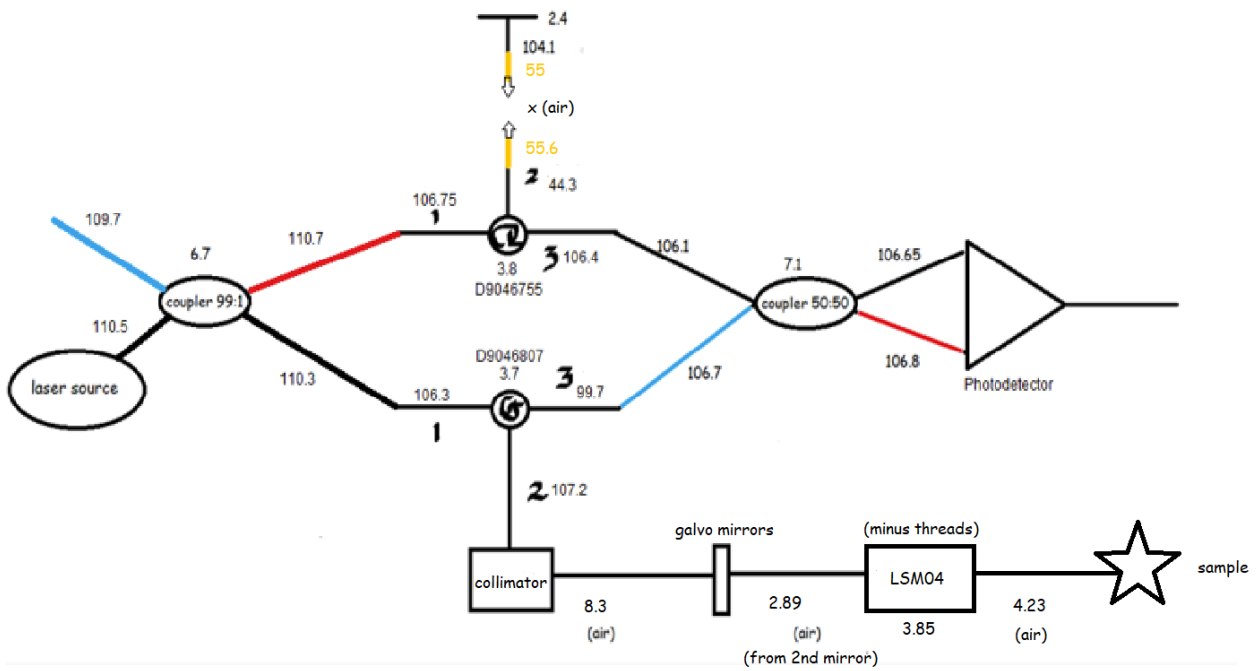 2.4
104.1
55
x (air)
55.6
2 44.3
109.7
6.7
110.7
106.75
1
3.8
D9046755
3 106.4
106.1
7.1
106.65
coupler 99:1
coupler 50:50
110.5
laser source
110.3
106.3
1
D9046807
3.7
3 99.7
106.7
106.8
Photodetector
2 107.2
collimator
8.3
(air)
galvo mirrors
2.89
(air)
(from 2nd mirror)
(minus threads)
LSM04
3.85
4.23
(air)
sample